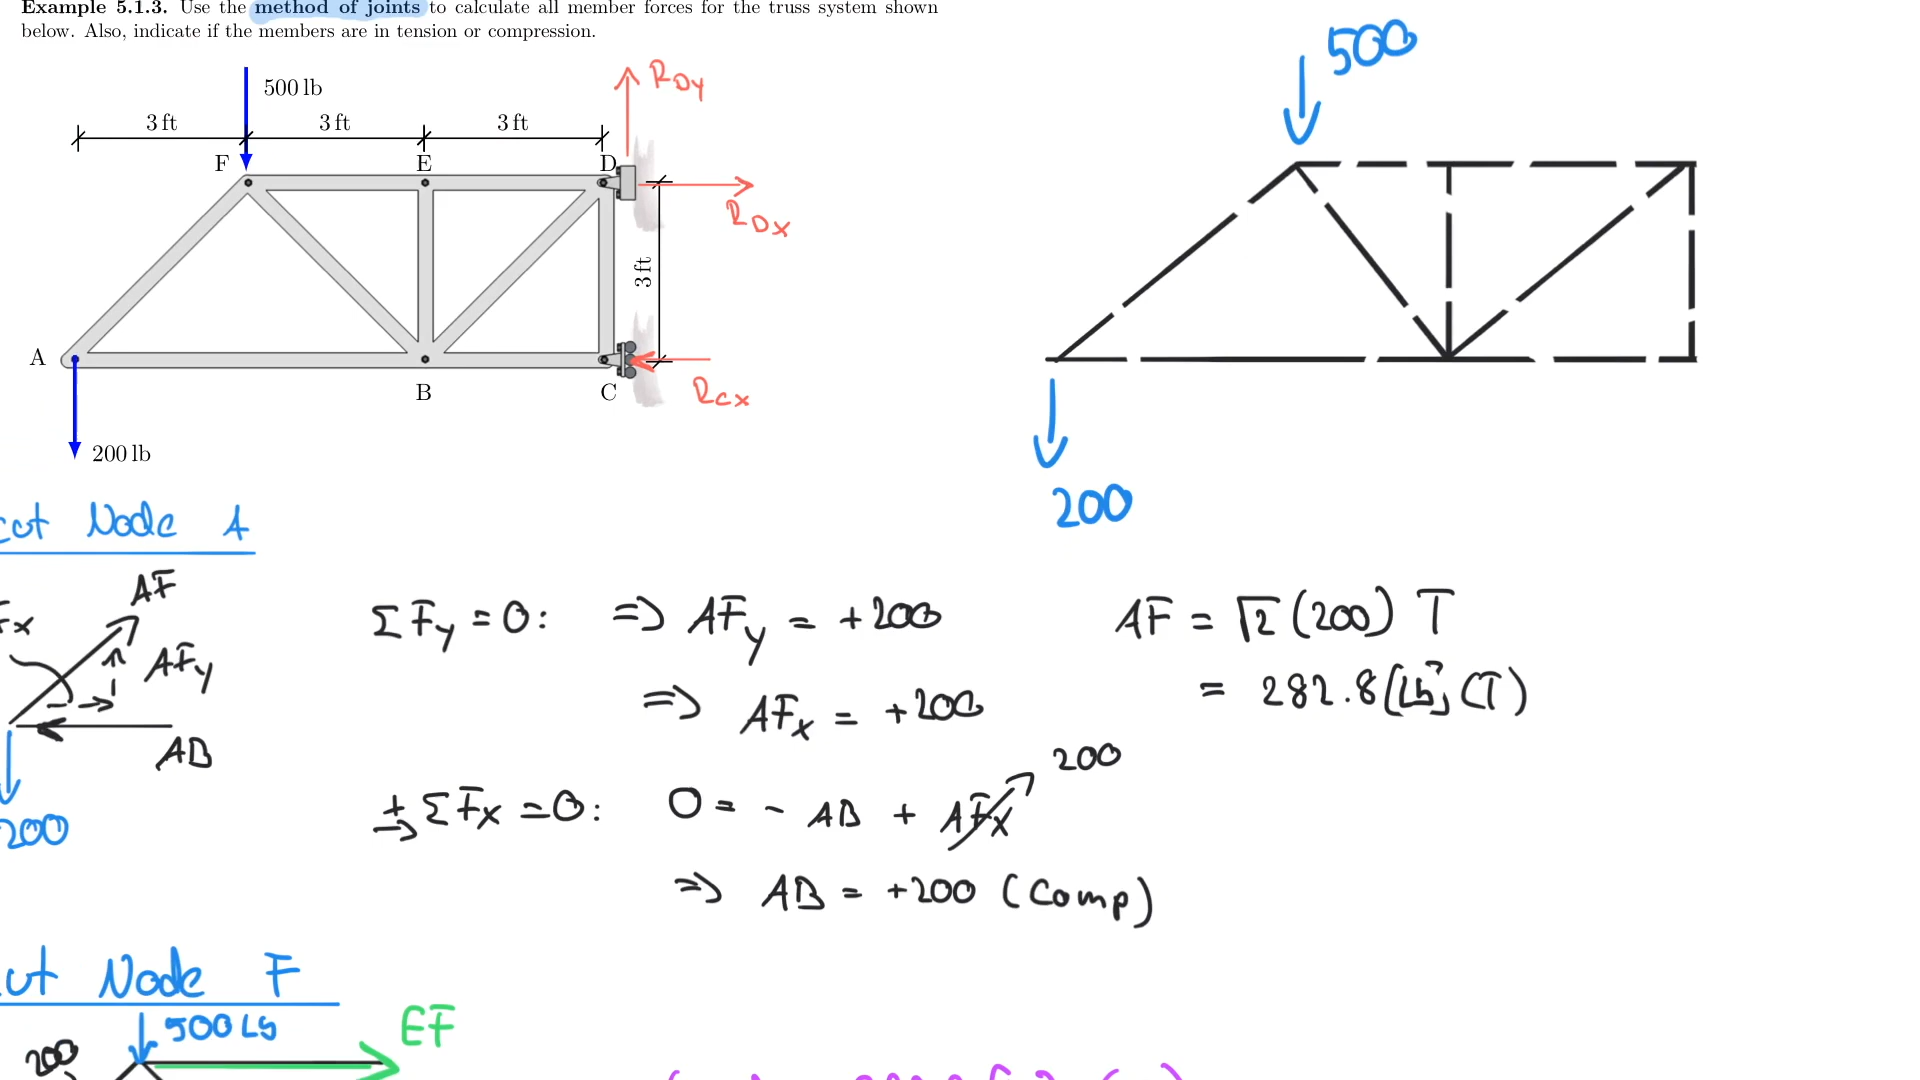 Example 5.1.3. Use the method of joints to calculate all member forces for the truss system shown
below. Also, indicate if the members are in tension or compression.
500 lb
3 ft 3 ft 3 ft
F E D
3 ft
A
B C
200 lb
RDy
RDx
Rcx
500
200
Node A
AF
AFy
AB
200
ΣFy = 0: => AFy = +200
=> AFx = +200
+ ΣFx = 0: 0 = - AB + AFx 200
=> AB = +200 (Comp)
AF = √2 (200) T
= 282.8 [Lb] (T)
Node F
500 Lb
200
EF